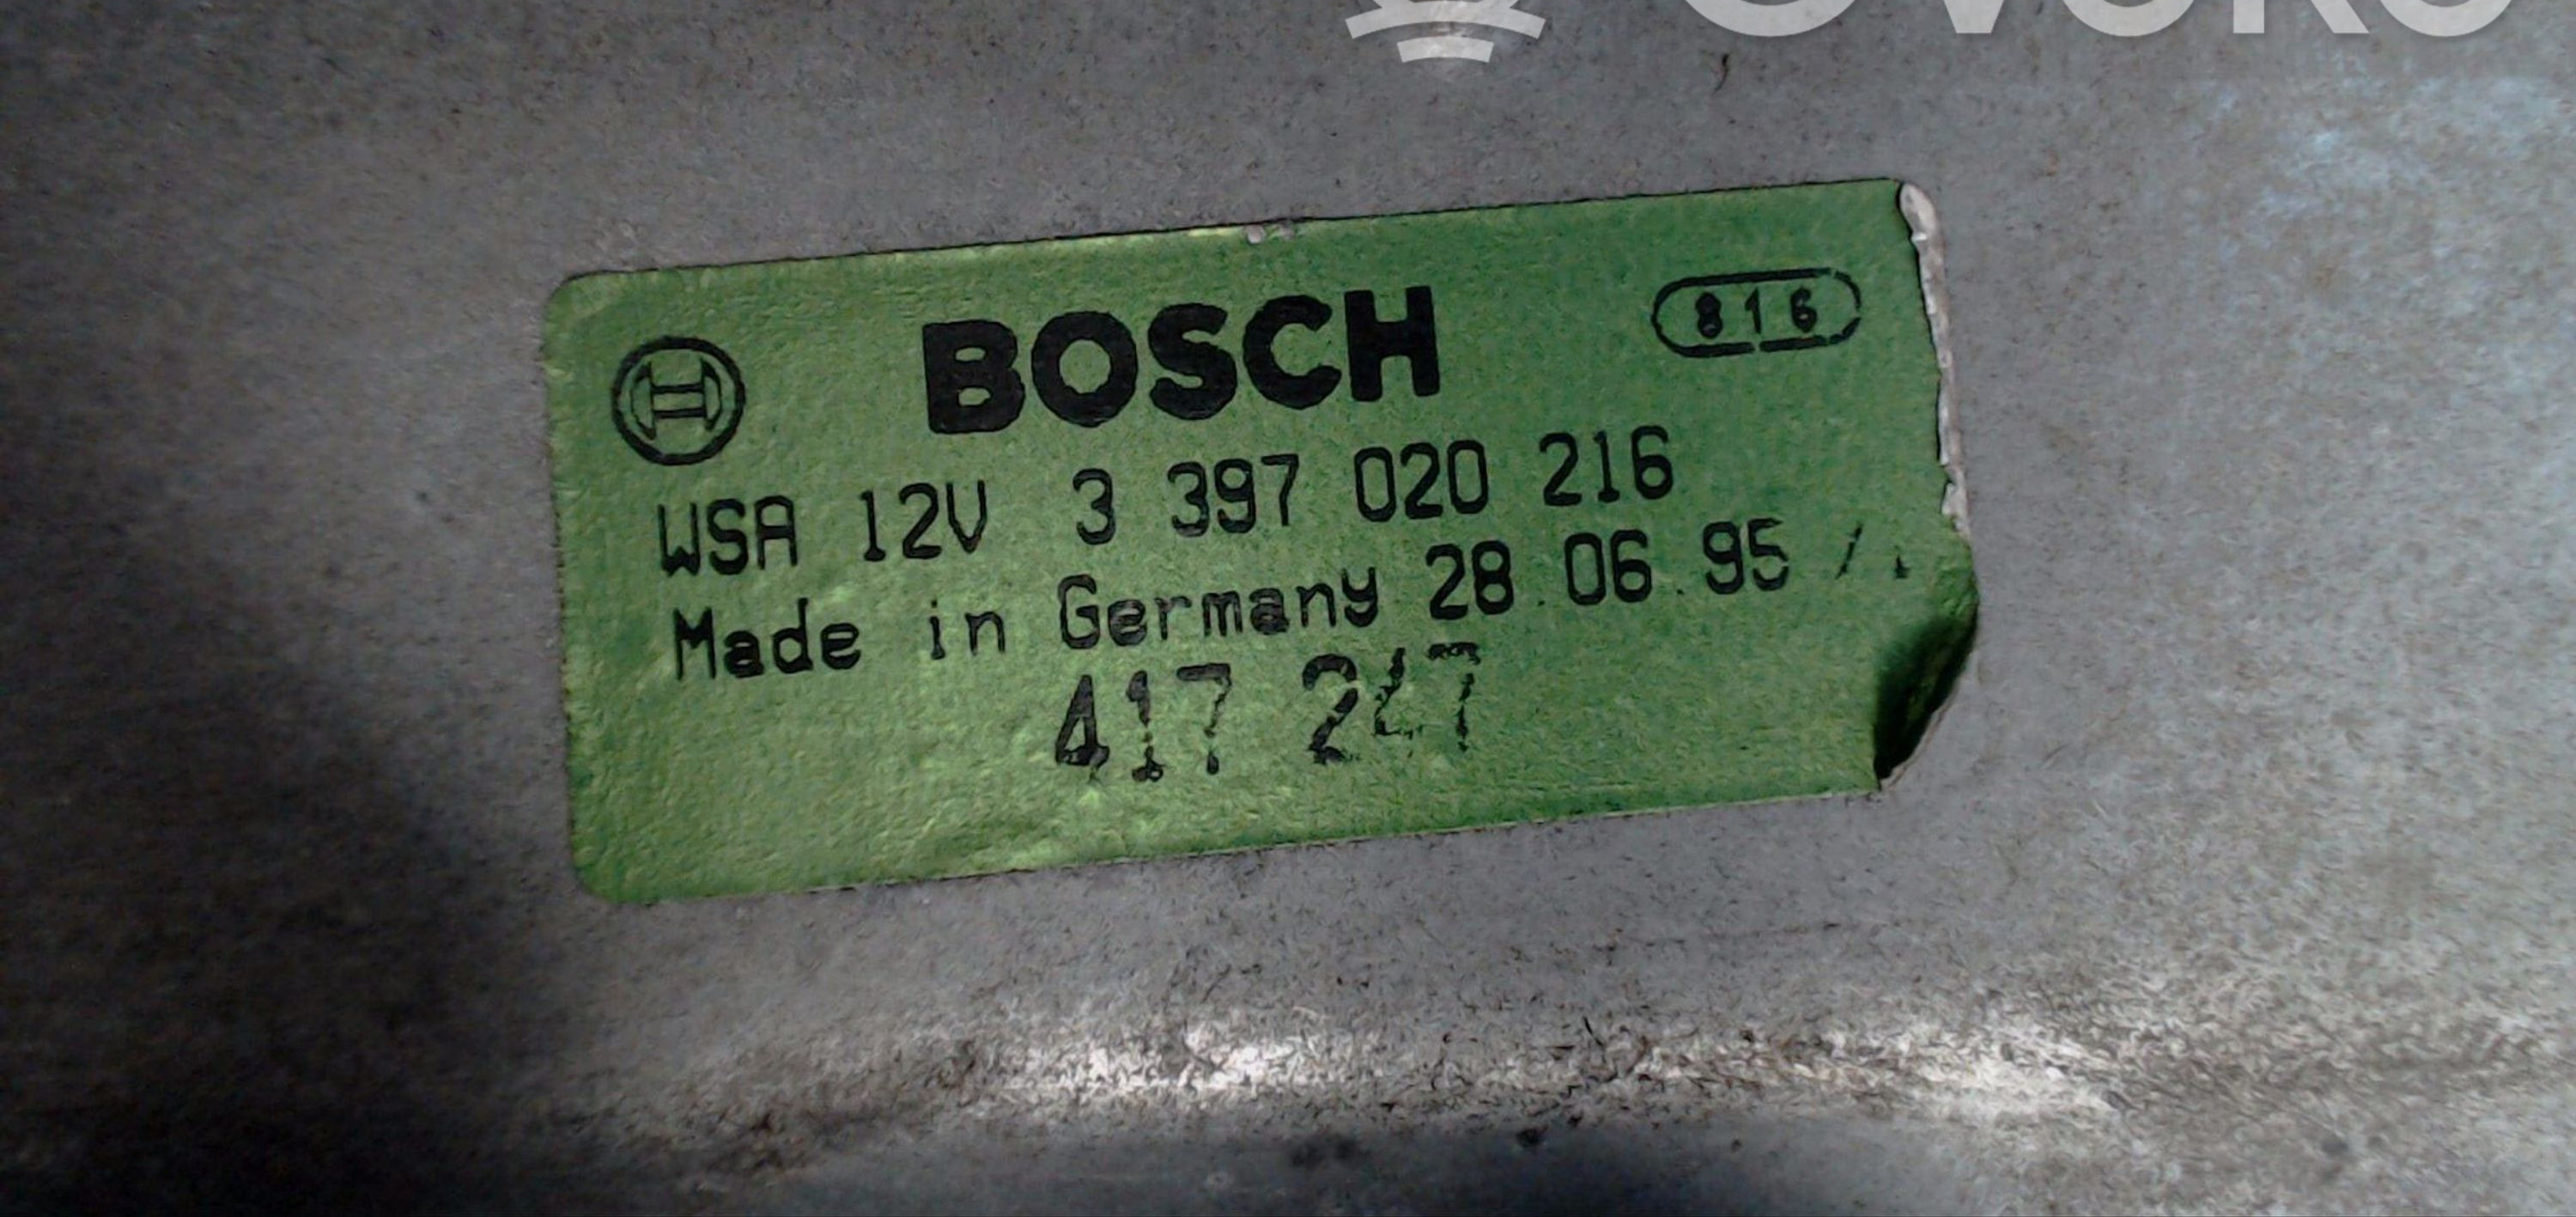 BOSCH 816
WSA 12V 3 397 020 216
Made in Germany 28.06.95 /
417 247